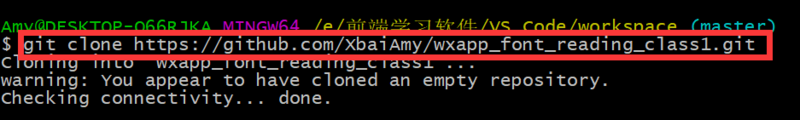 Amy@DESKTOP-O66RJKA MINGW64 /e/前端学习软件/VS Code/workspace (master)
$ git clone https://github.com/XbaiAmy/wxapp_font_reading_class1.git
Cloning into 'wxapp_font_reading_class1'...
warning: You appear to have cloned an empty repository.
Checking connectivity... done.